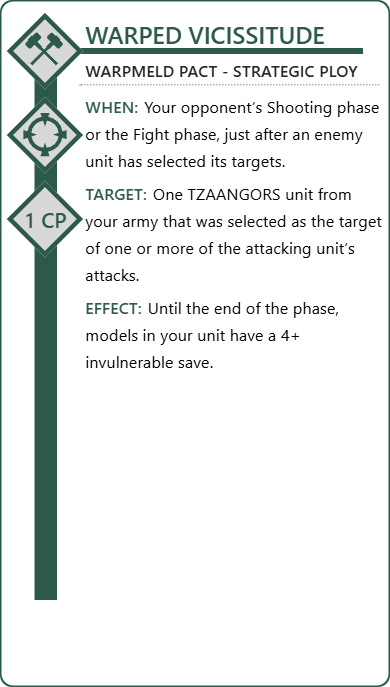 WARPED VICISSITUDE
WARPMELD PACT - STRATEGIC PLOY
WHEN: Your opponent's Shooting phase
or the Fight phase, just after an enemy
unit has selected its targets.
TARGET: One TZAANGORS unit from
your army that was selected as the target
of one or more of the attacking unit's
attacks.
1 CP
EFFECT: Until the end of the phase,
models in your unit have a 4+
invulnerable save.